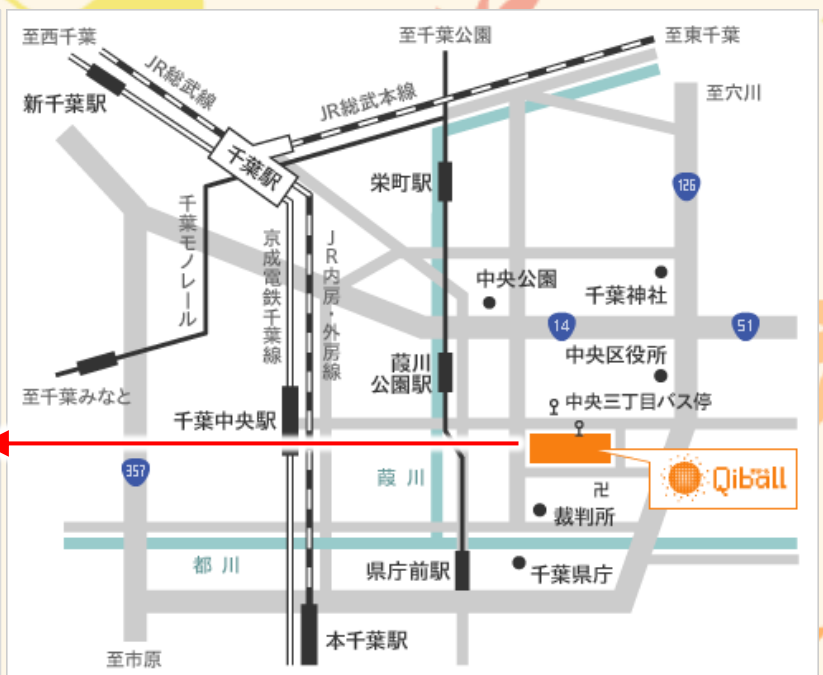 至西千葉
至千葉公園
至東千葉
JR総武線
JR総武本線
新千葉駅
至穴川
千葉駅
栄町駅
126
千葉モノレール
京成電鉄千葉線
JR内房・外房線
中央公園
千葉神社
14
51
葭川
公園駅
中央区役所
至千葉みなと
中央三丁目バス停
千葉中央駅
357
葭川
Qiball
卍
裁判所
都川
県庁前駅
千葉県庁
本千葉駅
至市原